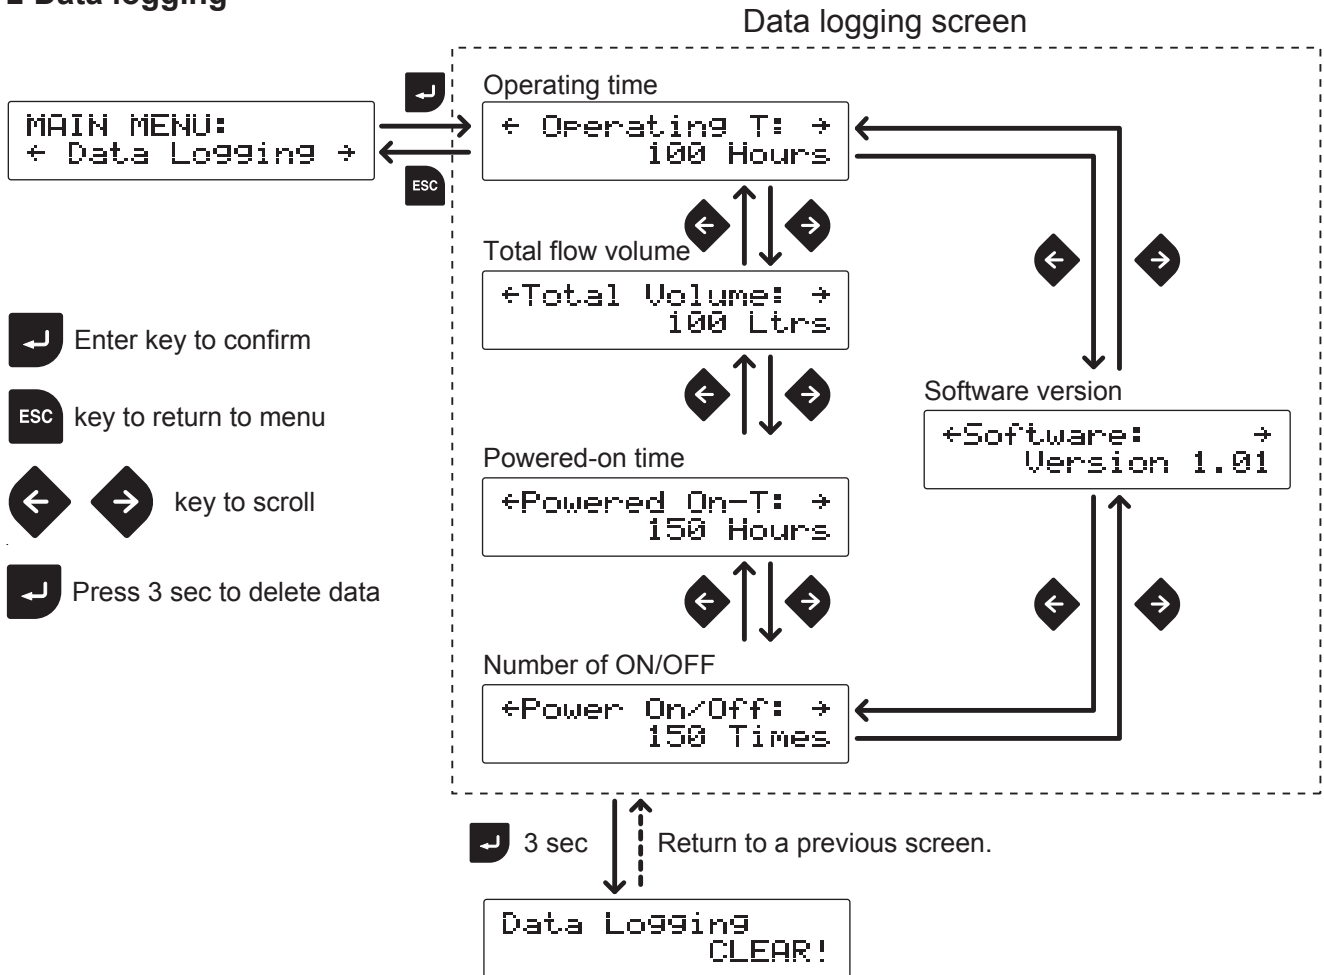 2 Data logging
Data logging screen
Operating time
MAIN MENU:
← Data Logging →
← Operating T: →
100 Hours
ESC
Total flow volume
←Total Volume: →
100 Ltrs
Enter key to confirm
ESC key to return to menu
← → key to scroll
Press 3 sec to delete data
Software version
←Software: →
Version 1.01
Powered-on time
←Powered On-T: →
150 Hours
Number of ON/OFF
←Power On/Off: →
150 Times
3 sec
Return to a previous screen.
Data Logging
CLEAR!